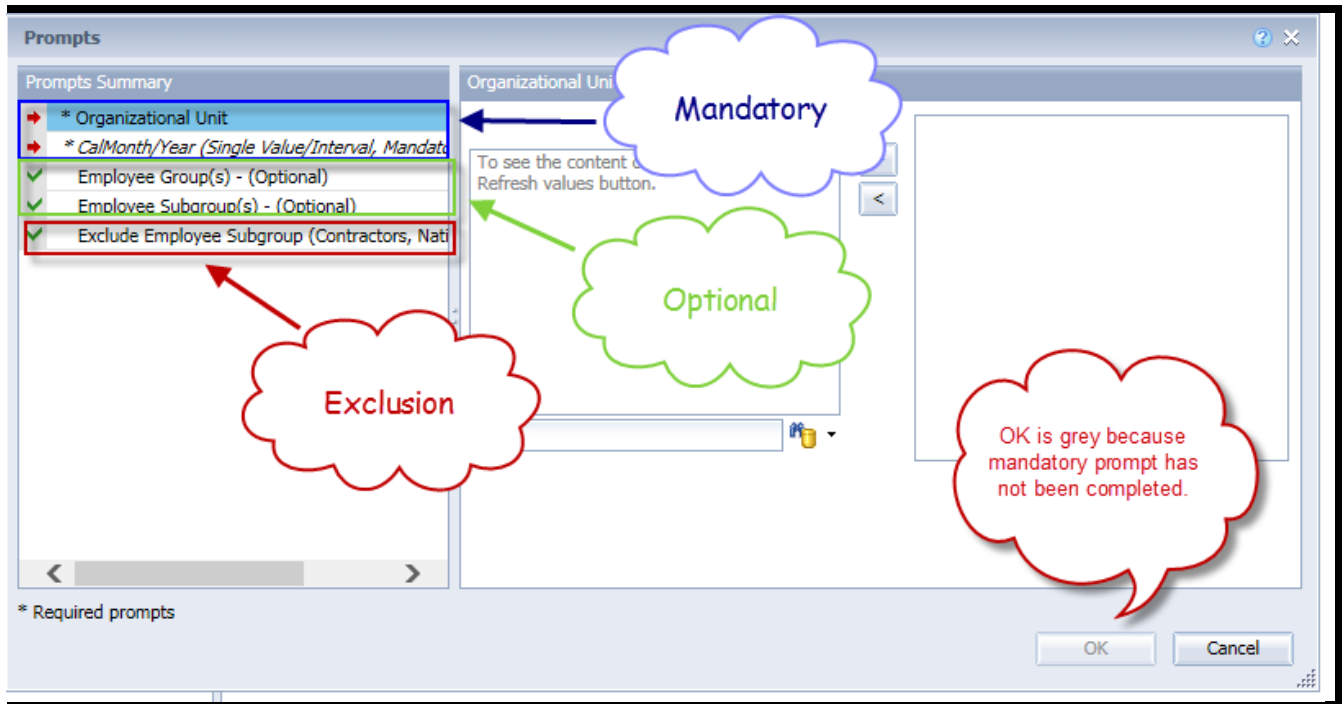 Prompts
Prompts Summary
* Organizational Unit
* CalMonth/Year (Single Value/Interval, Mandato
Employee Group(s) - (Optional)
Employee Subgroup(s) - (Optional)
Exclude Employee Subgroup (Contractors, Nati
* Required prompts
Organizational Uni
To see the content
Refresh values button.
<
Mandatory
Optional
Exclusion
OK is grey because
mandatory prompt has
not been completed.
OK
Cancel